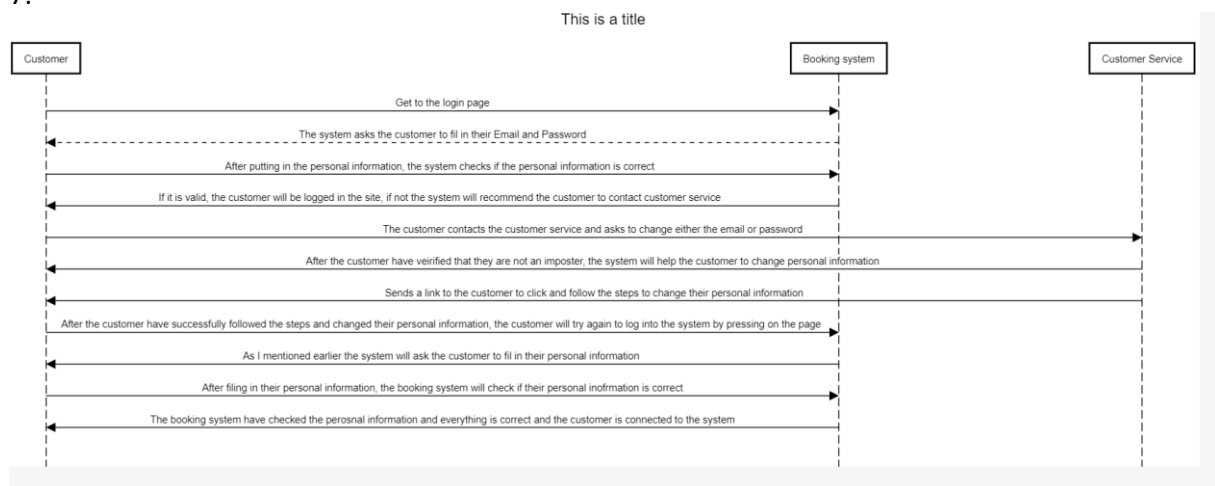 This is a title
Customer
Booking system
Customer Service
Get to the login page
The system asks the customer to fil in their Email and Password
After putting in the personal information, the system checks if the personal information is correct
If it is valid, the customer will be logged in the site, if not the system will recommend the customer to contact customer service
The customer contacts the customer service and asks to change either the email or password
After the customer have veirified that they are not an imposter, the system will help the customer to change personal information
Sends a link to the customer to click and follow the steps to change their personal information
After the customer have successfully followed the steps and changed their personal information, the customer will try again to log into the system by pressing on the page
As I mentioned earlier the system will ask the customer to fil in their personal information
After filing in their personal information, the booking system will check if their personal inofrmation is correct
The booking system have checked the perosnal information and everything is correct and the customer is connected to the system